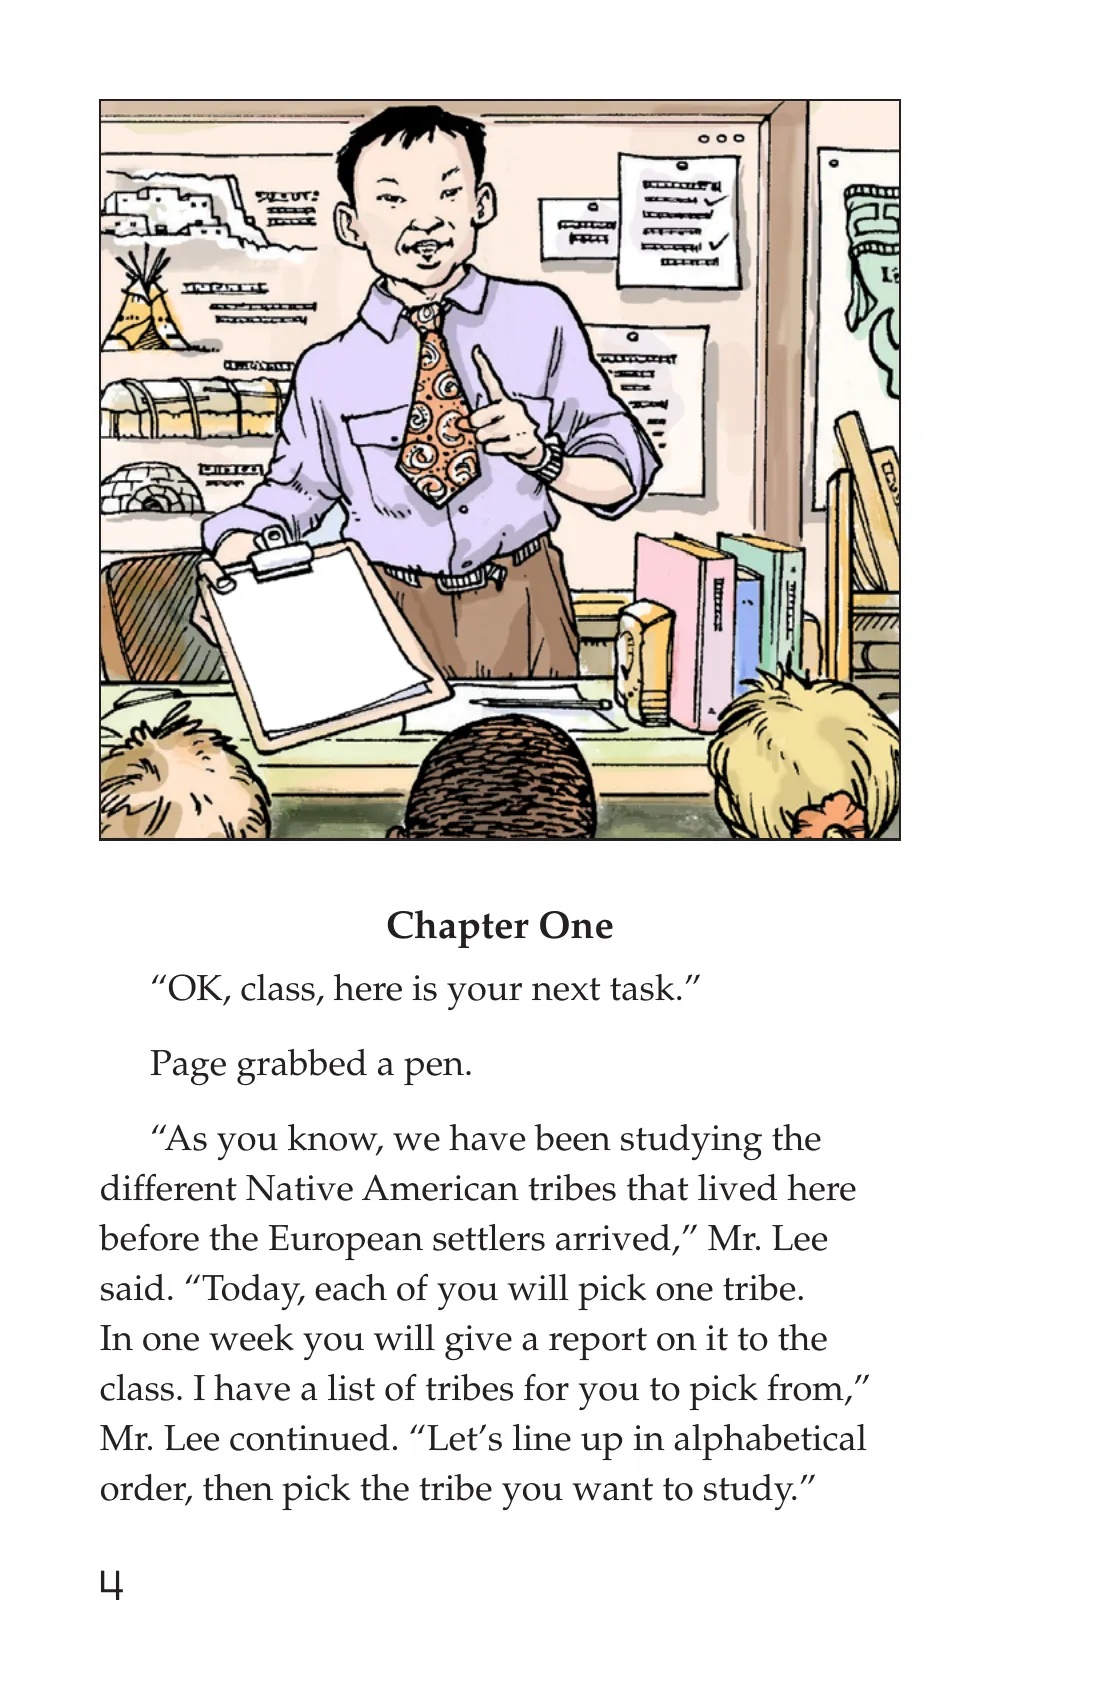 Chapter One
“OK, class, here is your next task.”
Page grabbed a pen.
“As you know, we have been studying the
different Native American tribes that lived here
before the European settlers arrived,” Mr. Lee
said. “Today, each of you will pick one tribe.
In one week you will give a report on it to the
class. I have a list of tribes for you to pick from,”
Mr. Lee continued. “Let’s line up in alphabetical
order, then pick the tribe you want to study.”
4